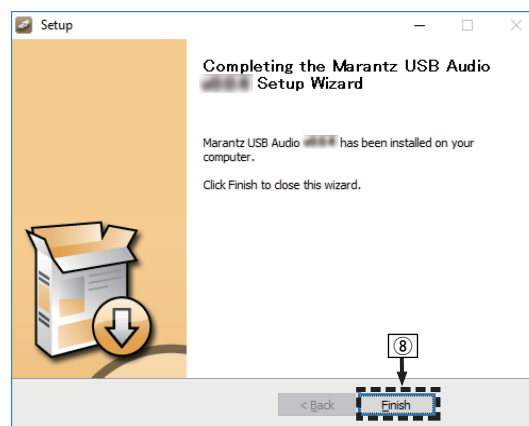 Setup
Completing the Marantz USB Audio
Setup Wizard
Marantz USB Audio has been installed on your
computer.
Click Finish to close this wizard.
⑧
< Back
Finish